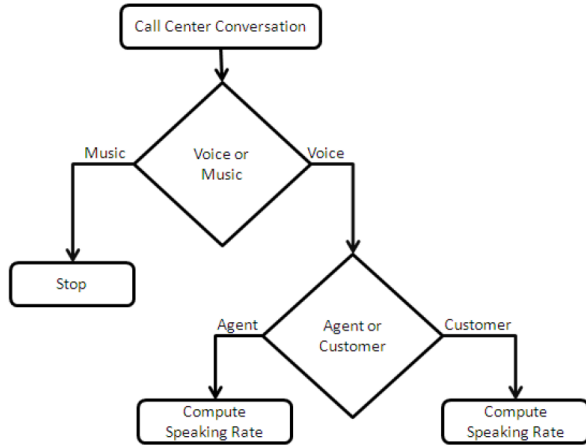 Call Center Conversation
Music
Voice or
Music
Voice
Stop
Agent
Agent or
Customer
Customer
Compute
Speaking Rate
Compute
Speaking Rate